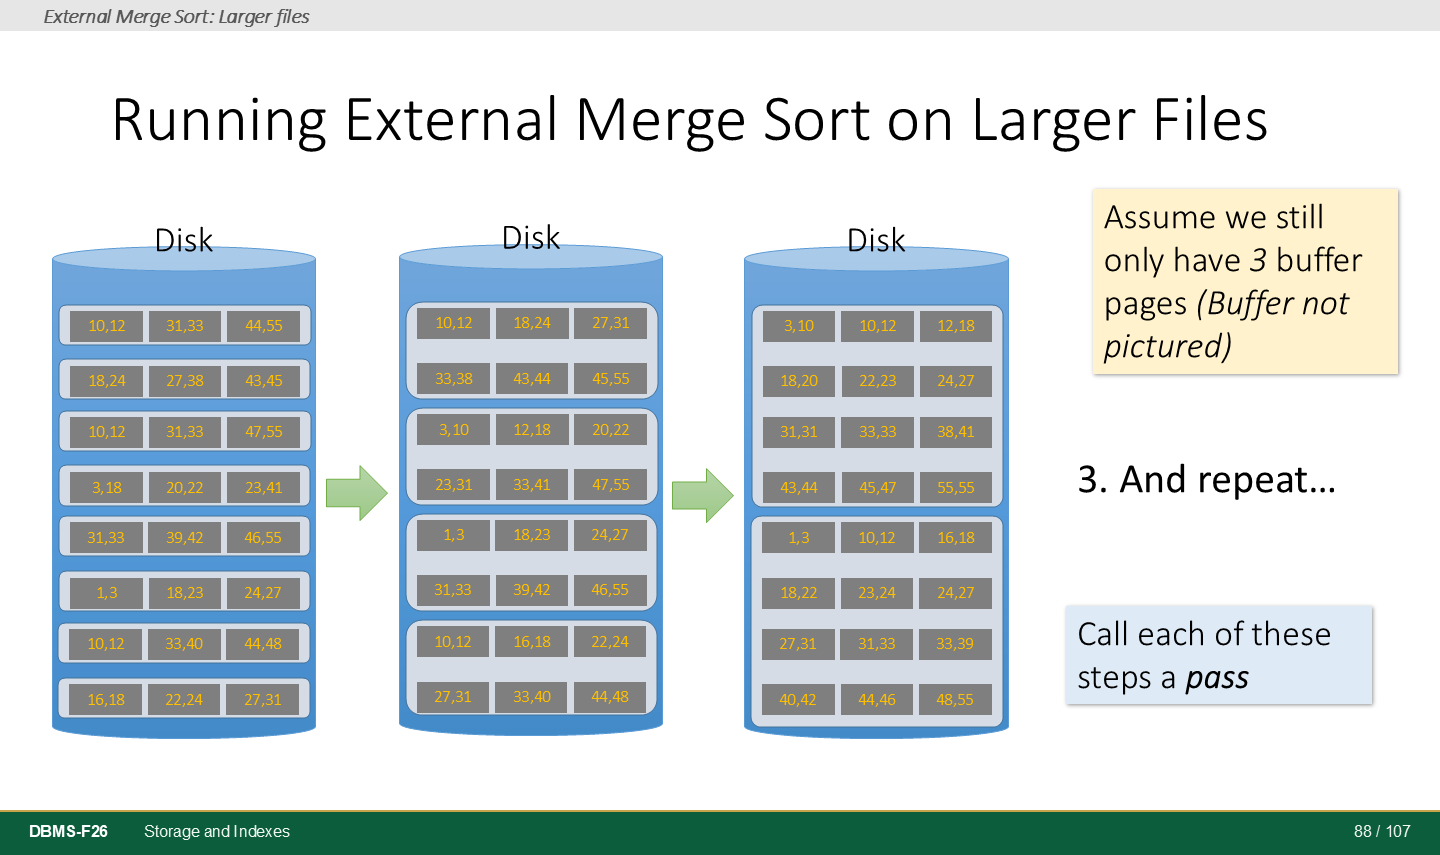 External Merge Sort: Larger files
Running External Merge Sort on Larger Files
Disk
10,12 31,33 44,55
18,24 27,38 43,45
10,12 31,33 47,55
3,18 20,22 23,41
31,33 39,42 46,55
1,3 18,23 24,27
10,12 33,40 44,48
16,18 22,24 27,31
Disk
10,12 18,24 27,31
33,38 43,44 45,55
3,10 12,18 20,22
23,31 33,41 47,55
1,3 18,23 24,27
31,33 39,42 46,55
10,12 16,18 22,24
27,31 33,40 44,48
Disk
3,10 10,12 12,18
18,20 22,23 24,27
31,31 33,33 38,41
43,44 45,47 55,55
1,3 10,12 16,18
18,22 23,24 24,27
27,31 31,33 33,39
40,42 44,46 48,55
Assume we still
only have 3 buffer
pages (Buffer not
pictured)
3. And repeat…
Call each of these
steps a pass
DBMS-F26 Storage and Indexes 88 / 107